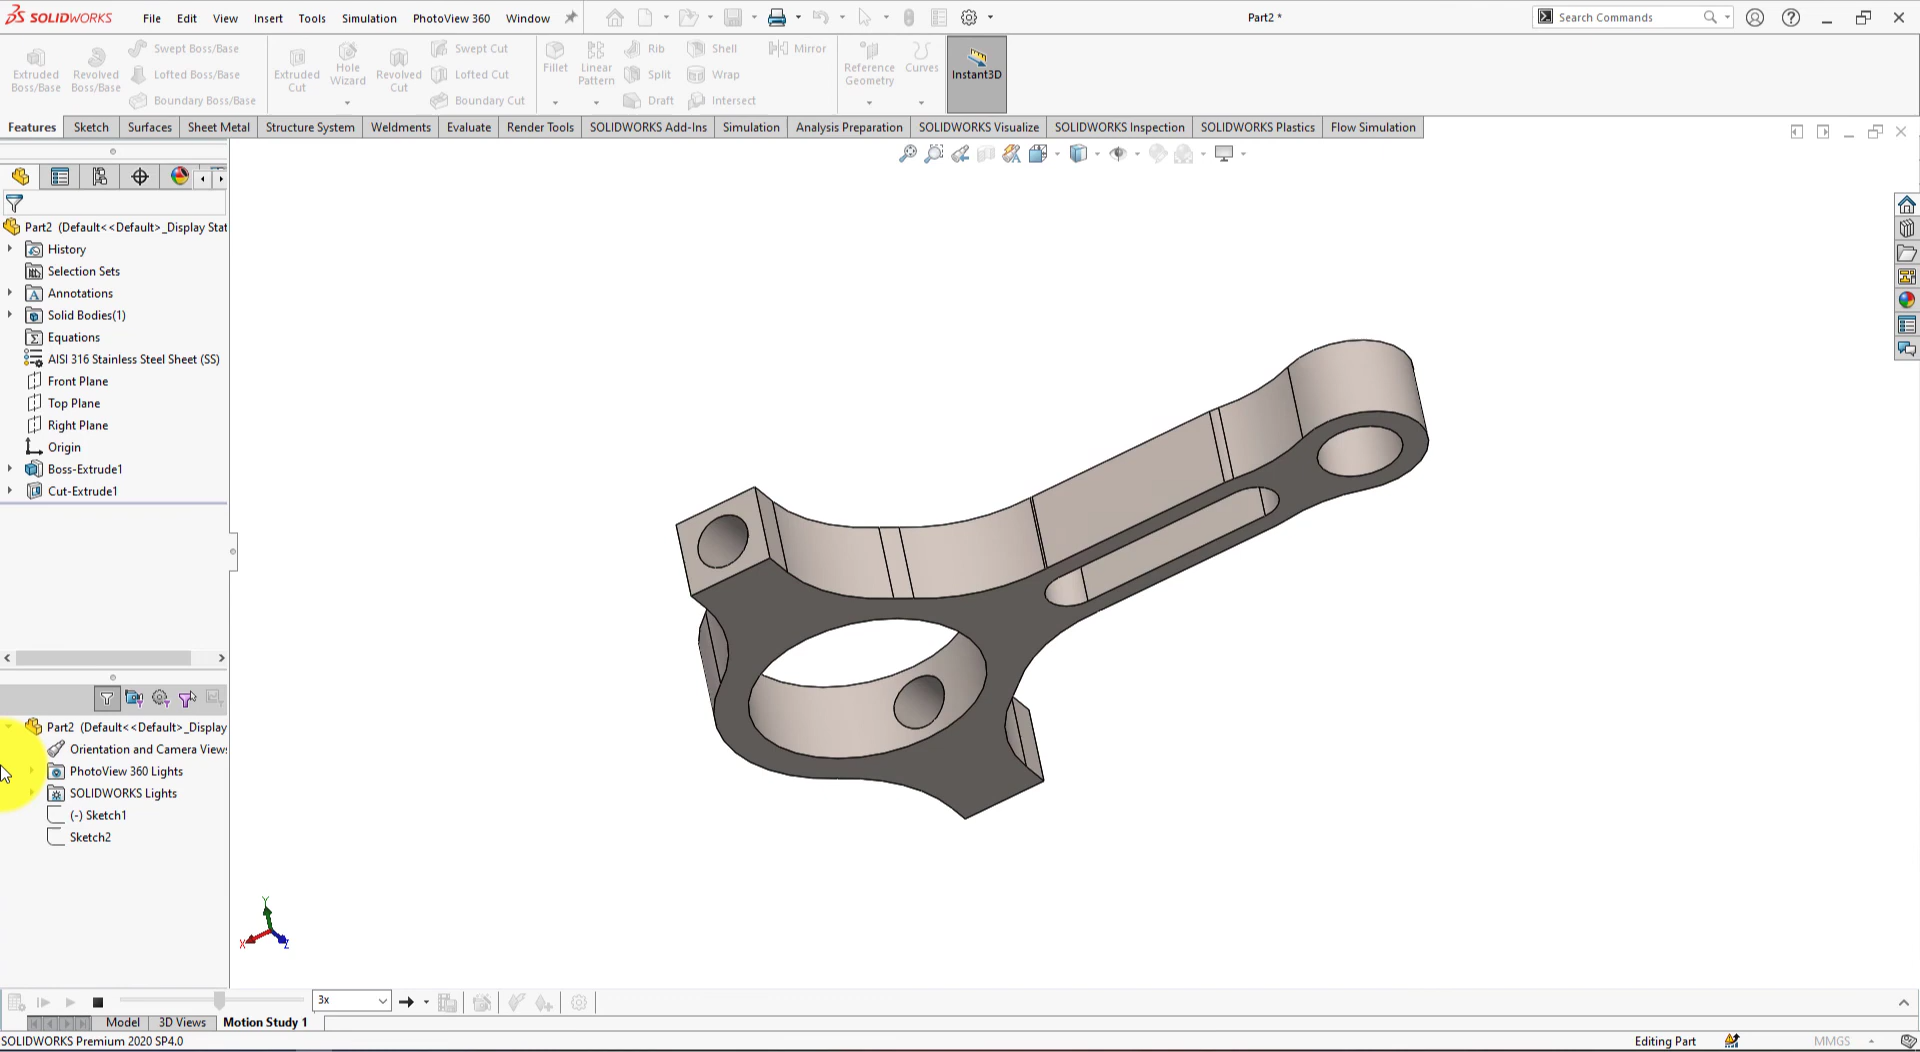 SOLIDWORKS File Edit View Insert Tools Simulation PhotoView 360 Window Part2 * Search Commands
Extruded Boss/Base
Revolved Boss/Base
Swept Boss/Base
Lofted Boss/Base
Boundary Boss/Base
Extruded Cut
Hole Wizard
Revolved Cut
Swept Cut
Lofted Cut
Boundary Cut
Fillet
Linear Pattern
Rib
Split
Draft
Shell
Wrap
Intersect
Mirror
Reference Geometry
Curves
Instant3D
Features Sketch Surfaces Sheet Metal Structure System Weldments Evaluate Render Tools SOLIDWORKS Add-Ins Simulation Analysis Preparation SOLIDWORKS Visualize SOLIDWORKS Inspection SOLIDWORKS Plastics Flow Simulation
Part2 (Default<<Default>_Display Stat
History
Selection Sets
Annotations
Solid Bodies(1)
Equations
AISI 316 Stainless Steel Sheet (SS)
Front Plane
Top Plane
Right Plane
Origin
Boss-Extrude1
Cut-Extrude1
Part2 (Default<<Default>_Display
Orientation and Camera Views
PhotoView 360 Lights
SOLIDWORKS Lights
(-) Sketch1
Sketch2
Y
X
Z
3x
Model 3D Views Motion Study 1
SOLIDWORKS Premium 2020 SP4.0 Editing Part MMGS